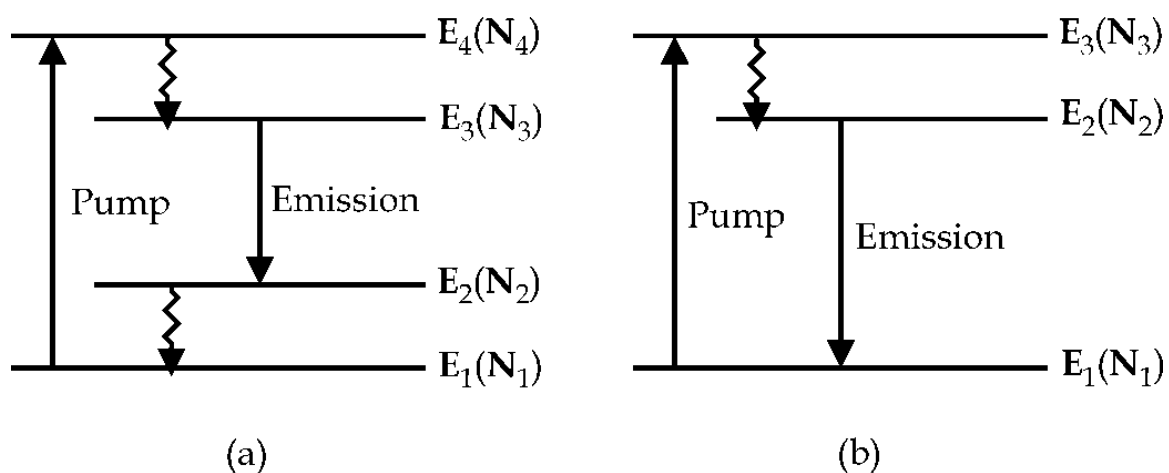 E₄(N₄)
E₃(N₃)
Pump
Emission
E₂(N₂)
E₁(N₁)
(a)
E₃(N₃)
E₂(N₂)
Pump
Emission
E₁(N₁)
(b)